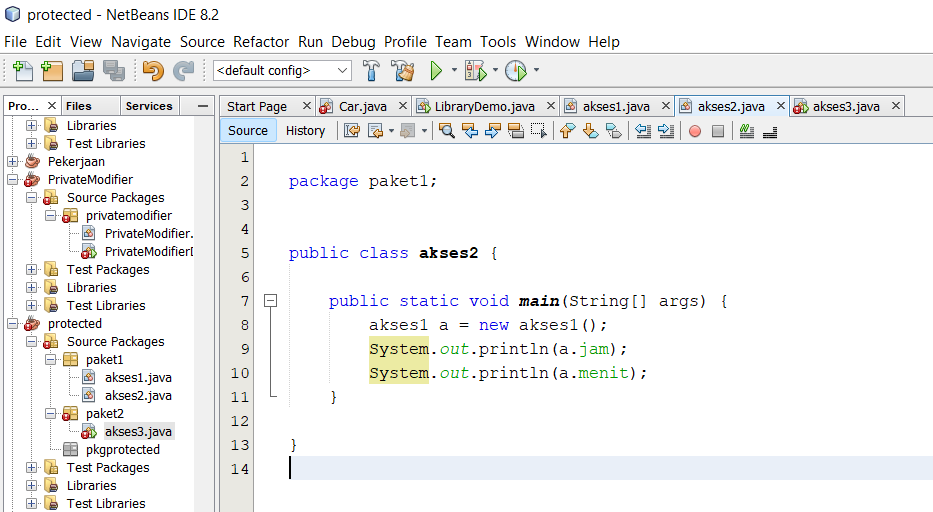 protected - NetBeans IDE 8.2
File Edit View Navigate Source Refactor Run Debug Profile Team Tools Window Help
<default config>
Pro... Files Services
Start Page Car.java LibraryDemo.java akses1.java akses2.java akses3.java
Source History
Libraries
Test Libraries
Pekerjaan
PrivateModifier
Source Packages
privatemodifier
PrivateModifier.
PrivateModifierD
Test Packages
Libraries
Test Libraries
protected
Source Packages
paket1
akses1.java
akses2.java
paket2
akses3.java
pkgprotected
Test Packages
Libraries
Test Libraries
1
2 package paket1;
3
4
5 public class akses2 {
6
7 public static void main(String[] args) {
8 akses1 a = new akses1();
9 System.out.println(a.jam);
10 System.out.println(a.menit);
11 }
12
13 }
14